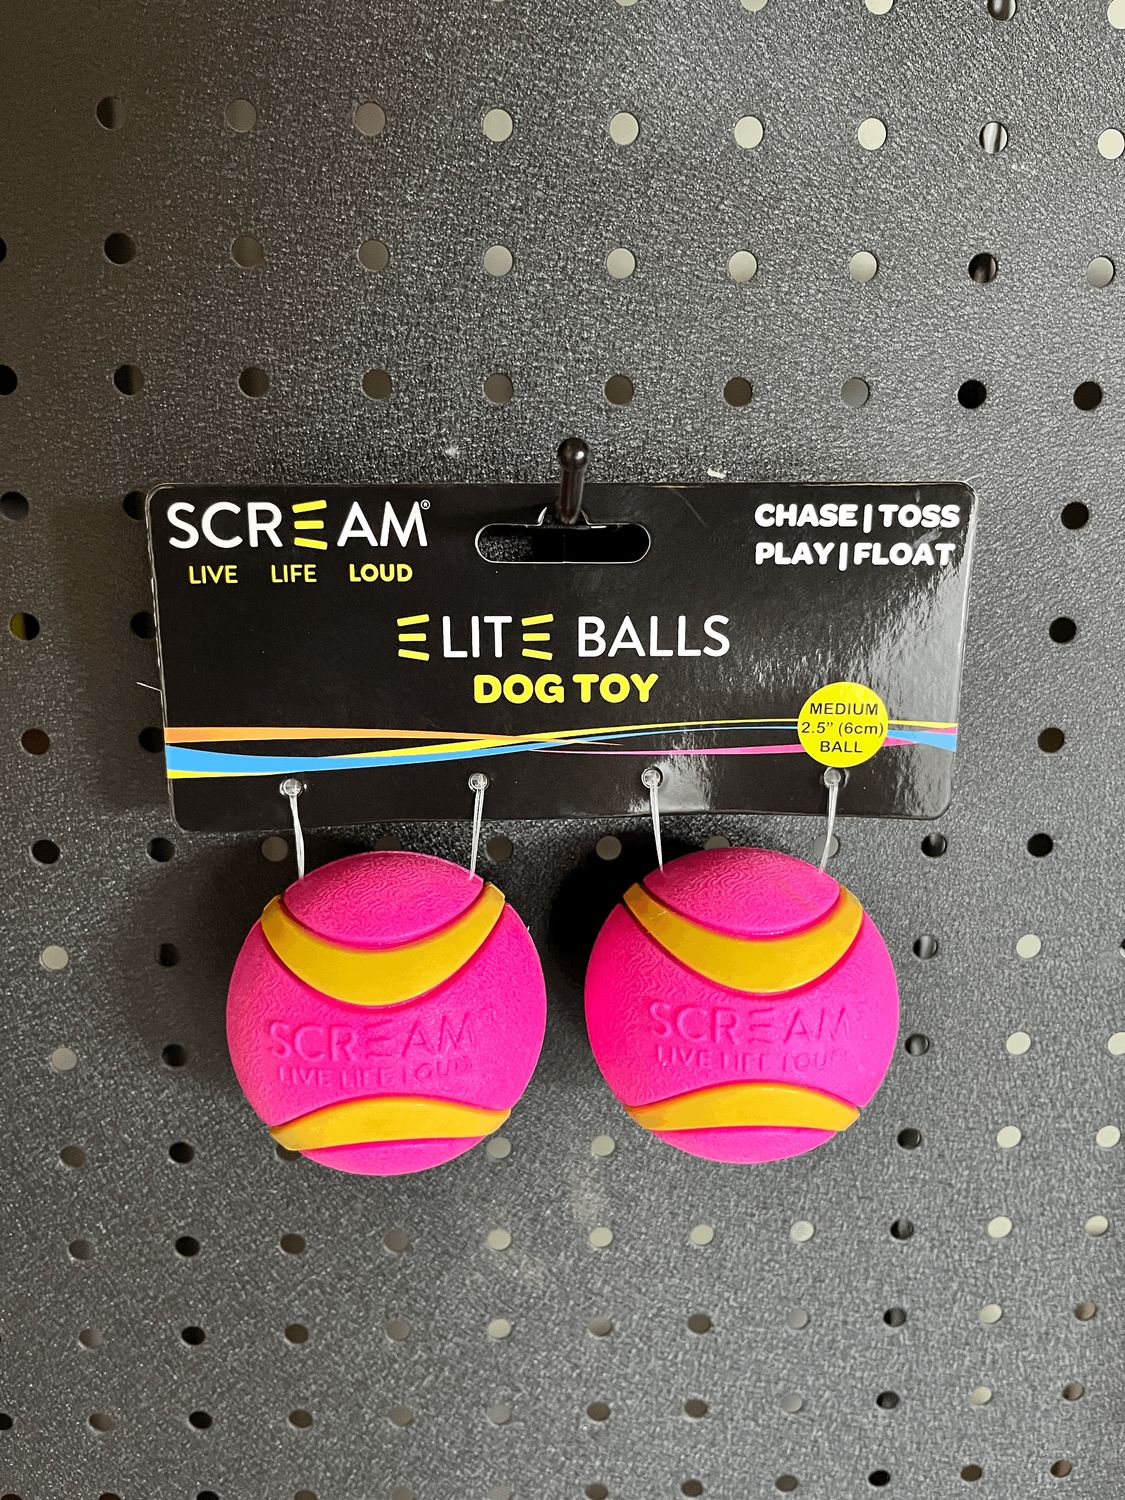 SCREAM®
LIVE LIFE LOUD
CHASE | TOSS
PLAY | FLOAT
ELITE BALLS
DOG TOY
MEDIUM
2.5" (6cm)
BALL
SCREAM®
LIVE LIFE LOUD
SCREAM®
LIVE LIFE LOUD